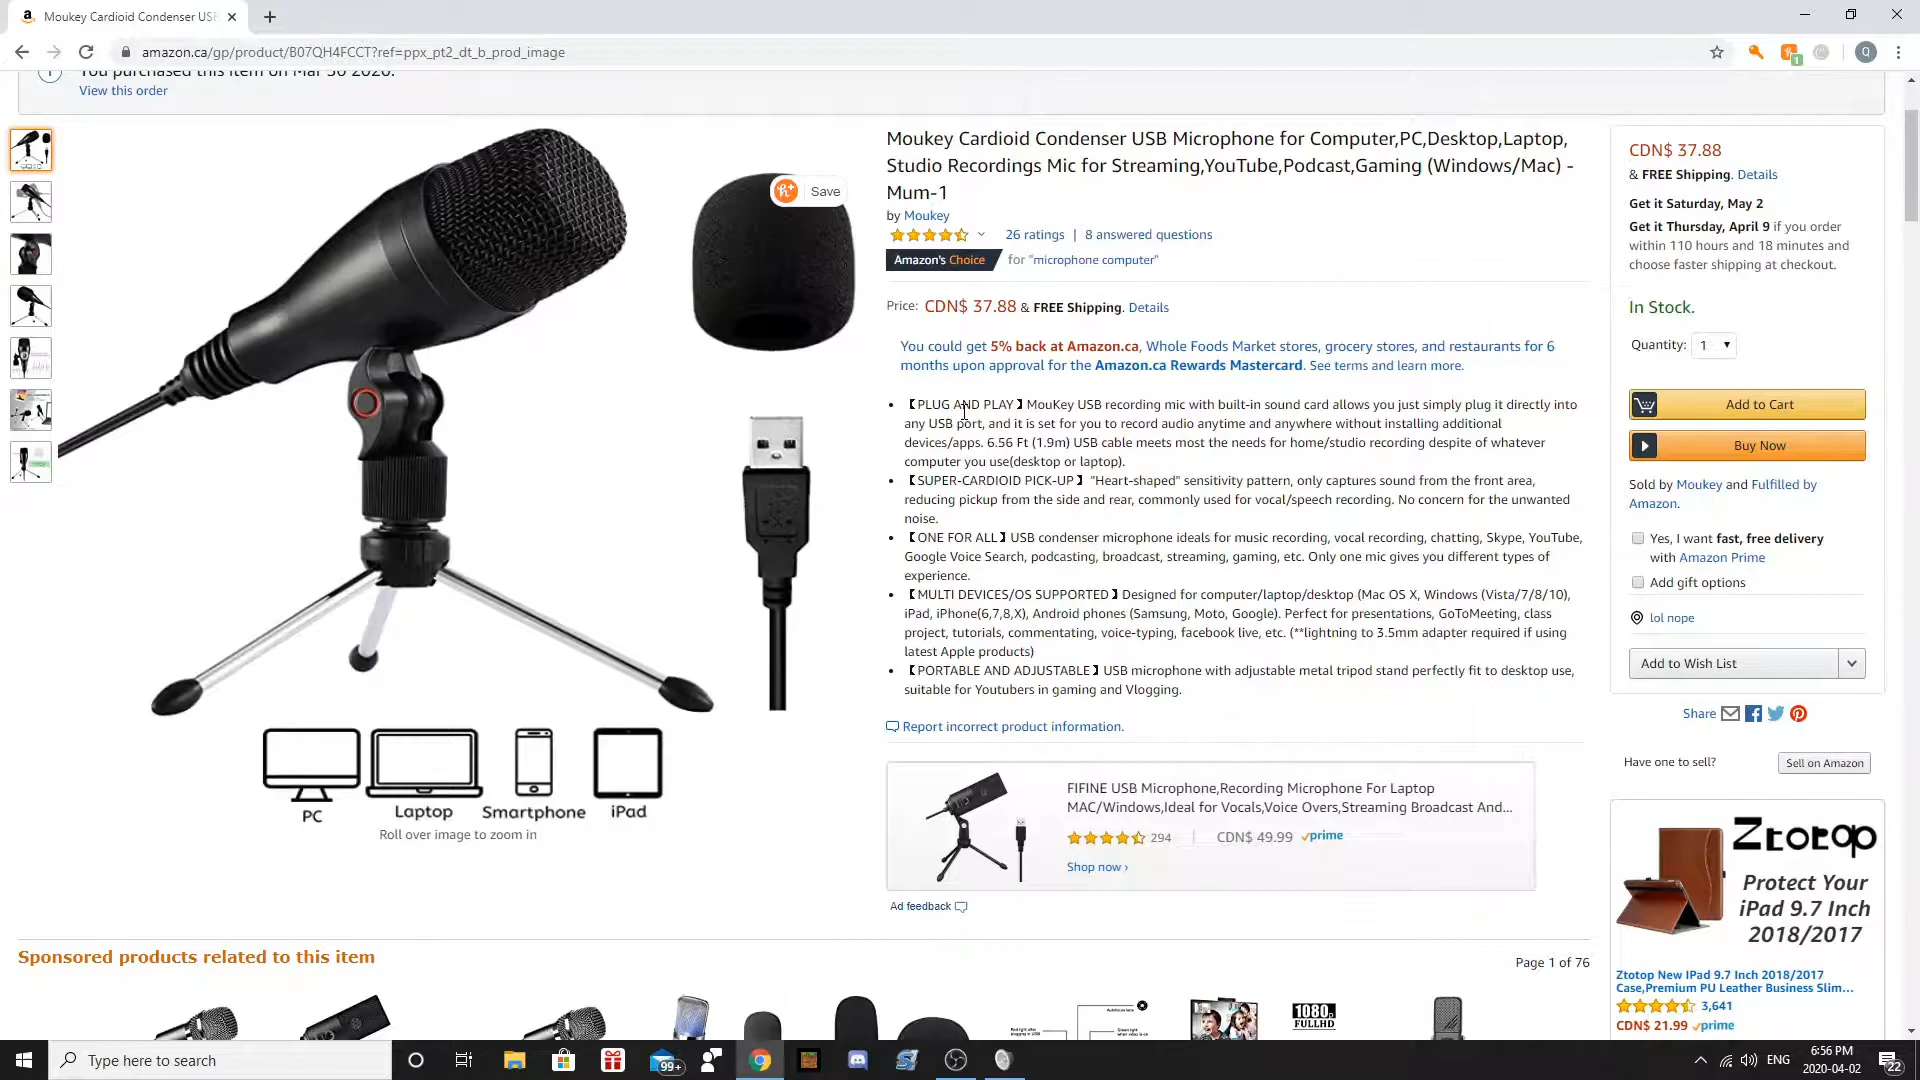 Moukey Cardioid Condenser USB
amazon.ca/gp/product/B07QH4FCCT?ref=ppx_pt2_dt_b_prod_image
Q
1
You purchased this item on Mar 30 2020.
View this order
Save
Roll over image to zoom in
PC
Laptop
Smartphone
iPad
Moukey Cardioid Condenser USB Microphone for Computer,PC,Desktop,Laptop,
Studio Recordings Mic for Streaming,YouTube,Podcast,Gaming (Windows/Mac) -
Mum-1
by Moukey
26 ratings | 8 answered questions
Amazon's Choice for "microphone computer"
Price: CDN$ 37.88 & FREE Shipping. Details
You could get 5% back at Amazon.ca, Whole Foods Market stores, grocery stores, and restaurants for 6
months upon approval for the Amazon.ca Rewards Mastercard. See terms and learn more.
• 【PLUG AND PLAY】MouKey USB recording mic with built-in sound card allows you just simply plug it directly into
any USB port, and it is set for you to record audio anytime and anywhere without installing additional
devices/apps. 6.56 Ft (1.9m) USB cable meets most the needs for home/studio recording despite of whatever
computer you use(desktop or laptop).
• 【SUPER-CARDIOID PICK-UP】 "Heart-shaped" sensitivity pattern, only captures sound from the front area,
reducing pickup from the side and rear, commonly used for vocal/speech recording. No concern for the unwanted
noise.
• 【ONE FOR ALL】USB condenser microphone ideals for music recording, vocal recording, chatting, Skype, YouTube,
Google Voice Search, podcasting, broadcast, streaming, gaming, etc. Only one mic gives you different types of
experience.
• 【MULTI DEVICES/OS SUPPORTED】Designed for computer/laptop/desktop (Mac OS X, Windows (Vista/7/8/10),
iPad, iPhone(6,7,8,X), Android phones (Samsung, Moto, Google). Perfect for presentations, GoToMeeting, class
project, tutorials, commentating, voice-typing, facebook live, etc. (**lightning to 3.5mm adapter required if using
latest Apple products)
• 【PORTABLE AND ADJUSTABLE】USB microphone with adjustable metal tripod stand perfectly fit to desktop use,
suitable for Youtubers in gaming and Vlogging.
Report incorrect product information.
FIFINE USB Microphone,Recording Microphone For Laptop
MAC/Windows,Ideal for Vocals,Voice Overs,Streaming Broadcast And...
294 | CDN$ 49.99 prime
Shop now ›
Ad feedback
CDN$ 37.88
& FREE Shipping. Details
Get it Saturday, May 2
Get it Thursday, April 9 if you order
within 110 hours and 18 minutes and
choose faster shipping at checkout.
In Stock.
Quantity: 1
Add to Cart
Buy Now
Sold by Moukey and Fulfilled by
Amazon.
Yes, I want fast, free delivery
with Amazon Prime
Add gift options
lol nope
Add to Wish List
Share
Have one to sell? Sell on Amazon
Ztotop
Protect Your
iPad 9.7 Inch
2018/2017
Ztotop New IPad 9.7 Inch 2018/2017
Case,Premium PU Leather Business Slim...
3,641
CDN$ 21.99 prime
Sponsored products related to this item
Page 1 of 76
1080
FULLHD
Type here to search
99+
ENG
6:56 PM
2020-04-02
22